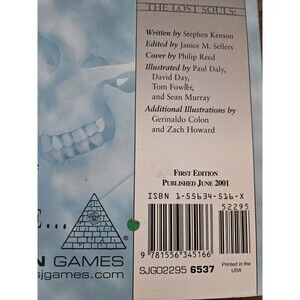 THE LOST SOULS:
Written by Stephen Kenson
Edited by Janice M. Sellers
Cover by Philip Reed
Illustrated by Paul Daly,
David Day,
Tom Fowler,
and Sean Murray
Additional Illustrations by
Gerinaldo Colon
and Zach Howard
FIRST EDITION
PUBLISHED JUNE 2001
ISBN 1-55634-516-X
52295
E...
N GAMES
sjgames.com
9 781556 345166
SJG02295 6537
Printed in the
USA